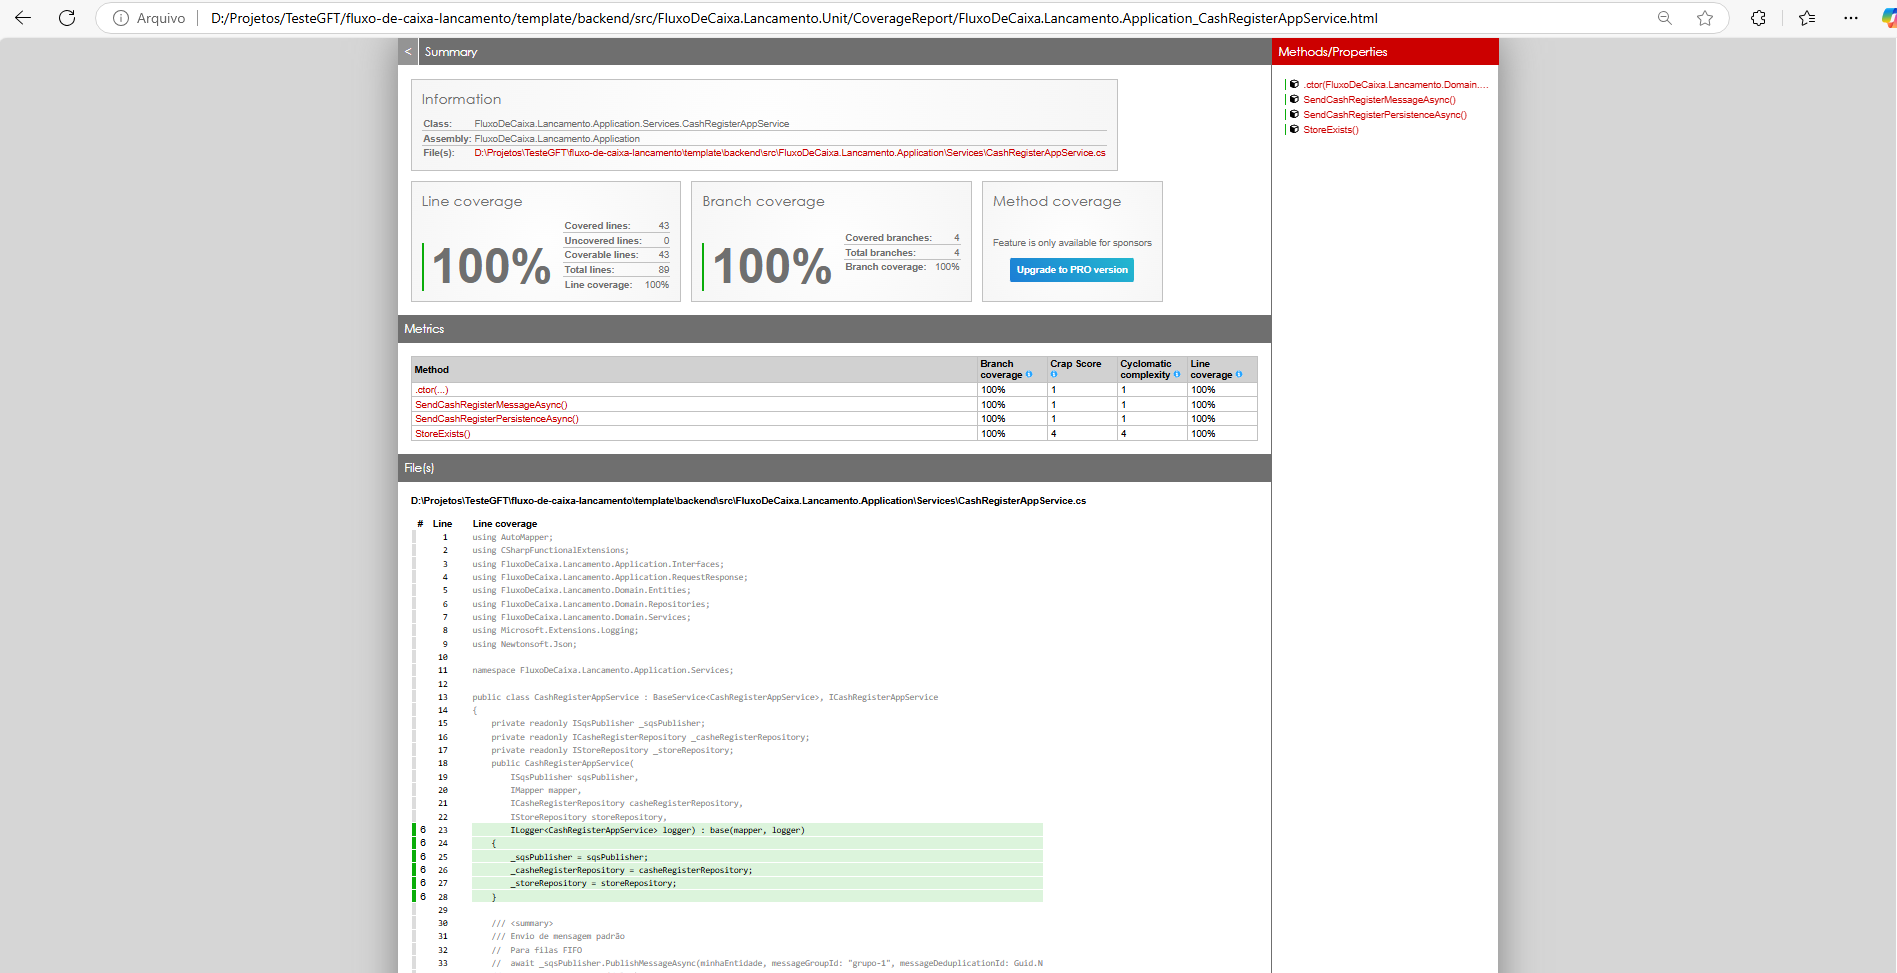 Arquivo D:/Projetos/TesteGFT/fluxo-de-caixa-lancamento/template/backend/src/FluxoDeCaixa.Lancamento.Unit/CoverageReport/FluxoDeCaixa.Lancamento.Application_CashRegisterAppService.html
< Summary
Information
Class: FluxoDeCaixa.Lancamento.Application.Services.CashRegisterAppService
Assembly: FluxoDeCaixa.Lancamento.Application
File(s): D:\Projetos\TesteGFT\fluxo-de-caixa-lancamento\template\backend\src\FluxoDeCaixa.Lancamento.Application\Services\CashRegisterAppService.cs
Line coverage
100%
Covered lines: 43
Uncovered lines: 0
Coverable lines: 43
Total lines: 89
Line coverage: 100%
Branch coverage
100%
Covered branches: 4
Total branches: 4
Branch coverage: 100%
Method coverage
Feature is only available for sponsors
Upgrade to PRO version
Metrics
Method Branch coverage Crap Score Cyclomatic complexity Line coverage
.ctor(...) 100% 1 1 100%
SendCashRegisterMessageAsync() 100% 1 1 100%
SendCashRegisterPersistenceAsync() 100% 1 1 100%
StoreExists() 100% 4 4 100%
File(s)
D:\Projetos\TesteGFT\fluxo-de-caixa-lancamento\template\backend\src\FluxoDeCaixa.Lancamento.Application\Services\CashRegisterAppService.cs
# Line Line coverage
1 using AutoMapper;
2 using CSharpFunctionalExtensions;
3 using FluxoDeCaixa.Lancamento.Application.Interfaces;
4 using FluxoDeCaixa.Lancamento.Application.RequestResponse;
5 using FluxoDeCaixa.Lancamento.Domain.Entities;
6 using FluxoDeCaixa.Lancamento.Domain.Repositories;
7 using FluxoDeCaixa.Lancamento.Domain.Services;
8 using Microsoft.Extensions.Logging;
9 using Newtonsoft.Json;
10
11 namespace FluxoDeCaixa.Lancamento.Application.Services;
12
13 public class CashRegisterAppService : BaseService<CashRegisterAppService>, ICashRegisterAppService
14 {
15 private readonly ISqsPublisher _sqsPublisher;
16 private readonly ICasheRegisterRepository _casheRegisterRepository;
17 private readonly IStoreRepository _storeRepository;
18 public CashRegisterAppService(
19 ISqsPublisher sqsPublisher,
20 IMapper mapper,
21 ICasheRegisterRepository casheRegisterRepository,
22 IStoreRepository storeRepository,
6 23 ILogger<CashRegisterAppService> logger) : base(mapper, logger)
6 24 {
6 25 _sqsPublisher = sqsPublisher;
6 26 _casheRegisterRepository = casheRegisterRepository;
6 27 _storeRepository = storeRepository;
6 28 }
29
30 /// <summary>
31 /// Envio de mensagem padrão
32 // Para filas FIFO
33 // await _sqsPublisher.PublishMessageAsync(minhaEntidade, messageGroupId: "grupo-1", messageDeduplicationId: Guid.N
Methods/Properties
.ctor(FluxoDeCaixa.Lancamento.Domain....
SendCashRegisterMessageAsync()
SendCashRegisterPersistenceAsync()
StoreExists()